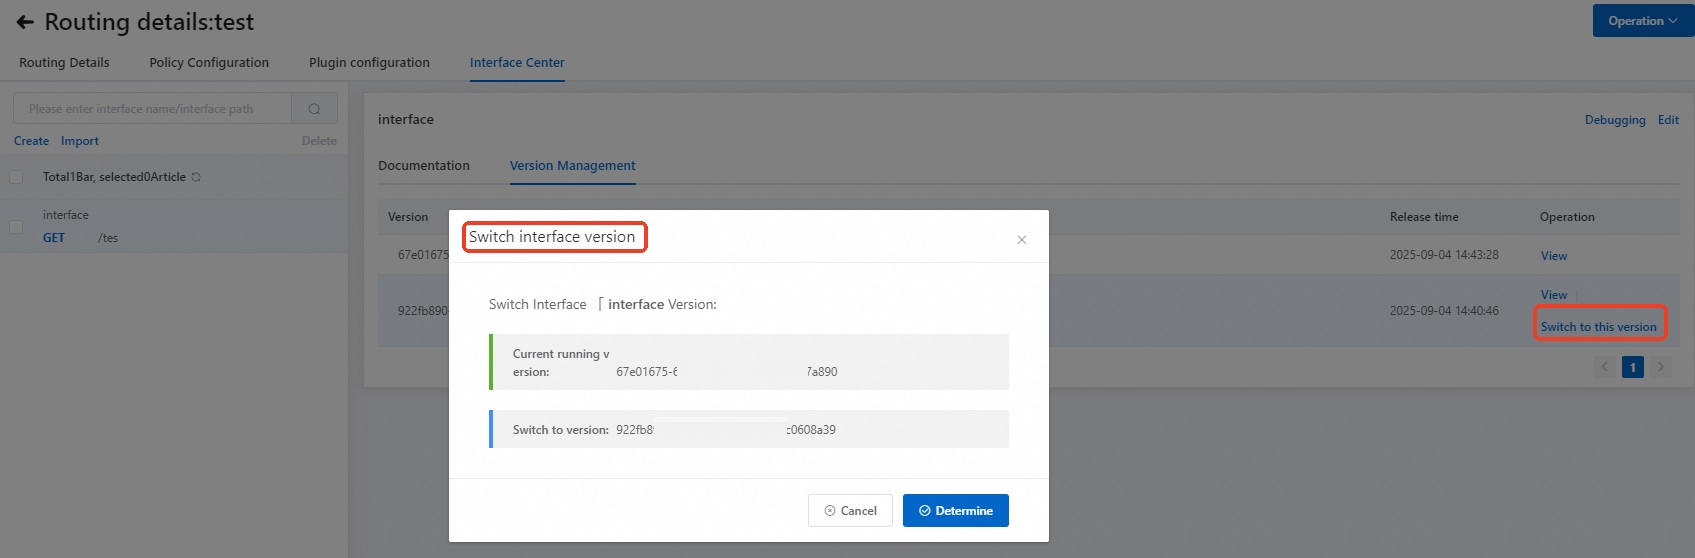 Routing details:test
Operation
Routing Details
Policy Configuration
Plugin configuration
Interface Center
Please enter interface name/interface path
Create
Import
Delete
Total1Bar, selected0Article
interface
GET
/tes
interface
Debugging
Edit
Documentation
Version Management
Version
Release time
Operation
67e01675
2025-09-04 14:43:28
View
922fb890
2025-09-04 14:40:46
View
Switch to this version
1
Switch interface version
Switch Interface 「 interface Version:
Current running v
ersion:
67e01675-6
7a890
Switch to version:
922fb8
c0608a39
Cancel
Determine